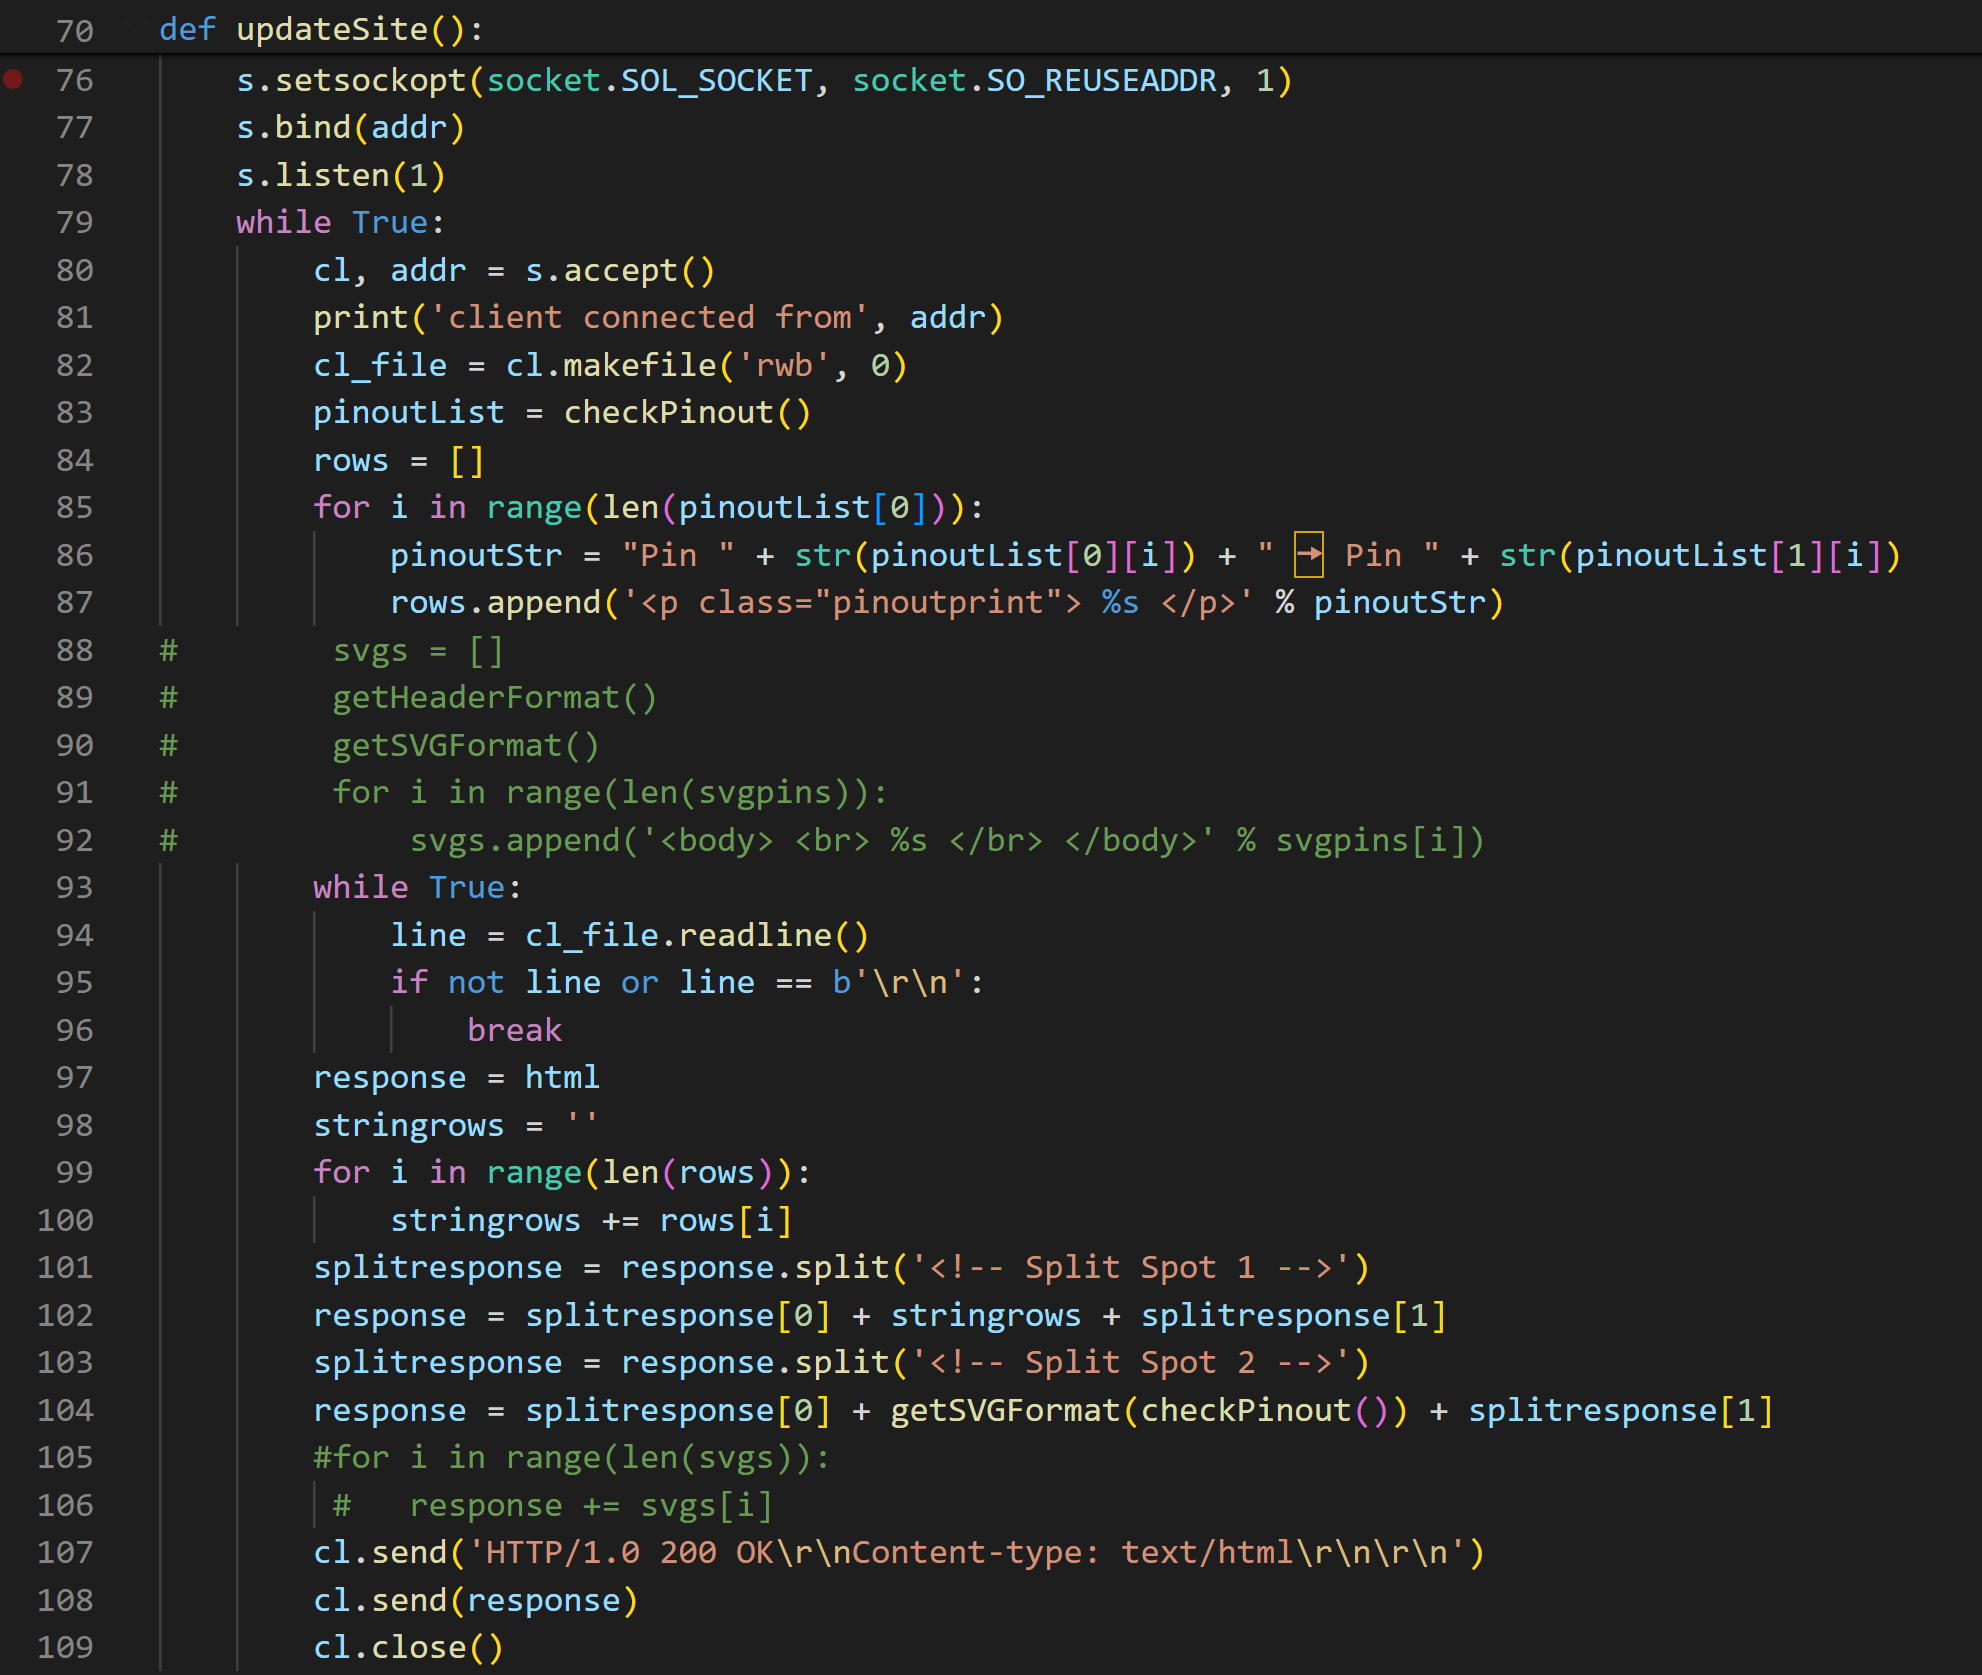 70 def updateSite():
76     s.setsockopt(socket.SOL_SOCKET, socket.SO_REUSEADDR, 1)
77     s.bind(addr)
78     s.listen(1)
79     while True:
80         cl, addr = s.accept()
81         print('client connected from', addr)
82         cl_file = cl.makefile('rwb', 0)
83         pinoutList = checkPinout()
84         rows = []
85         for i in range(len(pinoutList[0])):
86             pinoutStr = "Pin " + str(pinoutList[0][i]) + " → Pin " + str(pinoutList[1][i])
87             rows.append('<p class="pinoutprint"> %s </p>' % pinoutStr)
88 #        svgs = []
89 #        getHeaderFormat()
90 #        getSVGFormat()
91 #        for i in range(len(svgpins)):
92 #            svgs.append('<body> <br> %s </br> </body>' % svgpins[i])
93         while True:
94             line = cl_file.readline()
95             if not line or line == b'\r\n':
96                 break
97         response = html
98         stringrows = ''
99         for i in range(len(rows)):
100             stringrows += rows[i]
101         splitresponse = response.split('<!-- Split Spot 1 -->')
102         response = splitresponse[0] + stringrows + splitresponse[1]
103         splitresponse = response.split('<!-- Split Spot 2 -->')
104         response = splitresponse[0] + getSVGFormat(checkPinout()) + splitresponse[1]
105         #for i in range(len(svgs)):
106          #   response += svgs[i]
107         cl.send('HTTP/1.0 200 OK\r\nContent-type: text/html\r\n\r\n')
108         cl.send(response)
109         cl.close()